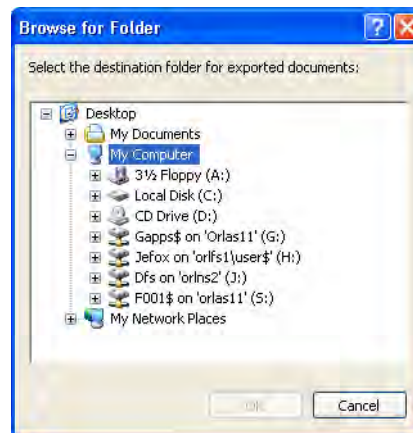 Browse for Folder
Select the destination folder for exported documents:
Desktop
My Documents
My Computer
3½ Floppy (A:)
Local Disk (C:)
CD Drive (D:)
Gapps$ on 'Orlas11' (G:)
Jefox on 'orlfs1\user$' (H:)
Dfs on 'orlns2' (J:)
F001$ on 'orlas11' (S:)
My Network Places
OK
Cancel